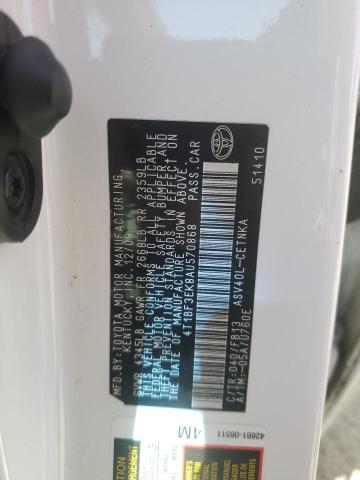 MFD. BY:TOYOTA MOTOR MANUFACTURING,
KENTUCKY, INC. 12/09
GVWR 4345LB GAWR FR 2668LB RR 2359LB
THIS VEHICLE CONFORMS TO ALL APPLICABLE
FEDERAL MOTOR VEHICLE SAFETY, BUMPER, AND
THEFT PREVENTION STANDARDS IN EFFECT ON
THE DATE OF MANUFACTURE SHOWN ABOVE.
4T1BF3EK8AU570868 PASS.CAR
C/TR:040/FB13 ASV40L-CETNKA
A/TM:-05A/U760E 51410
42661-06511
4M